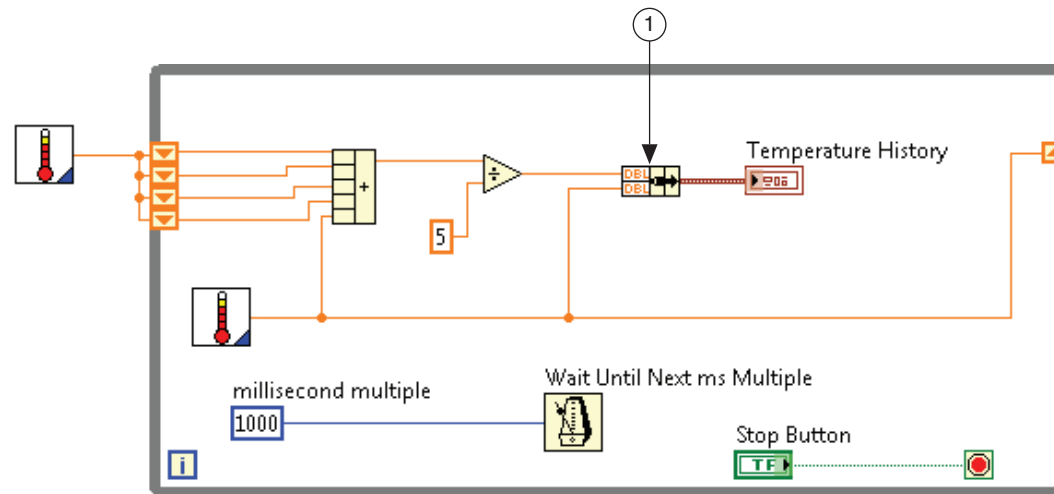 1
Temperature History
+
÷
DBL
DBL
5
millisecond multiple
1000
Wait Until Next ms Multiple
Stop Button
TF
i